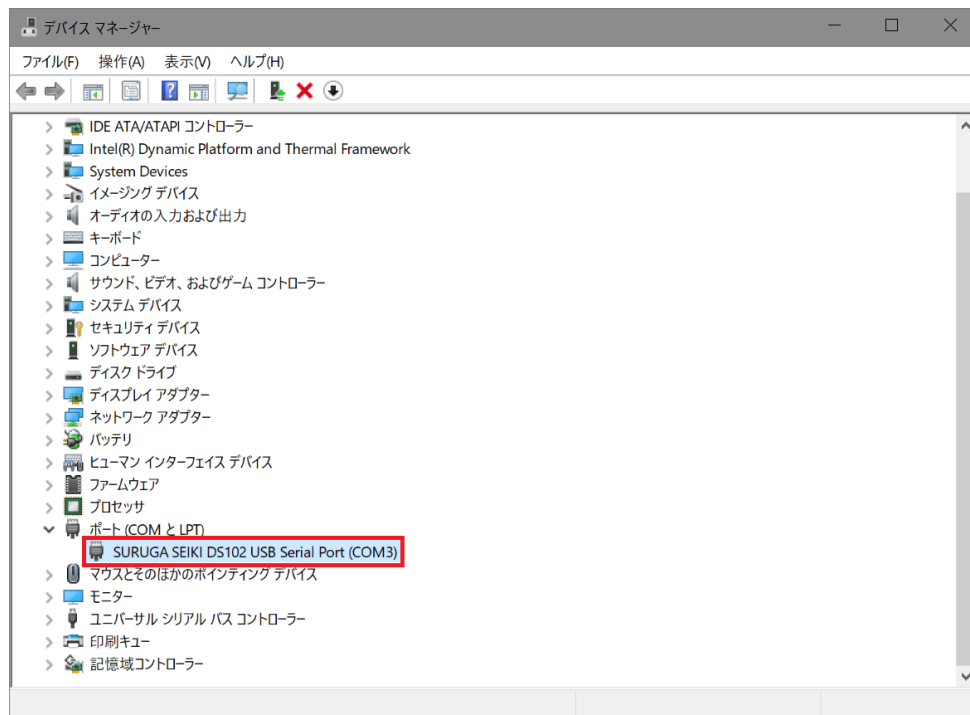 デバイス マネージャー
ファイル(F) 操作(A) 表示(V) ヘルプ(H)
IDE ATA/ATAPI コントローラー
Intel(R) Dynamic Platform and Thermal Framework
System Devices
イメージング デバイス
オーディオの入力および出力
キーボード
コンピューター
サウンド、ビデオ、およびゲーム コントローラー
システム デバイス
セキュリティ デバイス
ソフトウェア デバイス
ディスク ドライブ
ディスプレイ アダプター
ネットワーク アダプター
バッテリ
ヒューマン インターフェイス デバイス
ファームウェア
プロセッサ
ポート (COM と LPT)
SURUGA SEIKI DS102 USB Serial Port (COM3)
マウスとそのほかのポインティング デバイス
モニター
ユニバーサル シリアル バス コントローラー
印刷キュー
記憶域コントローラー